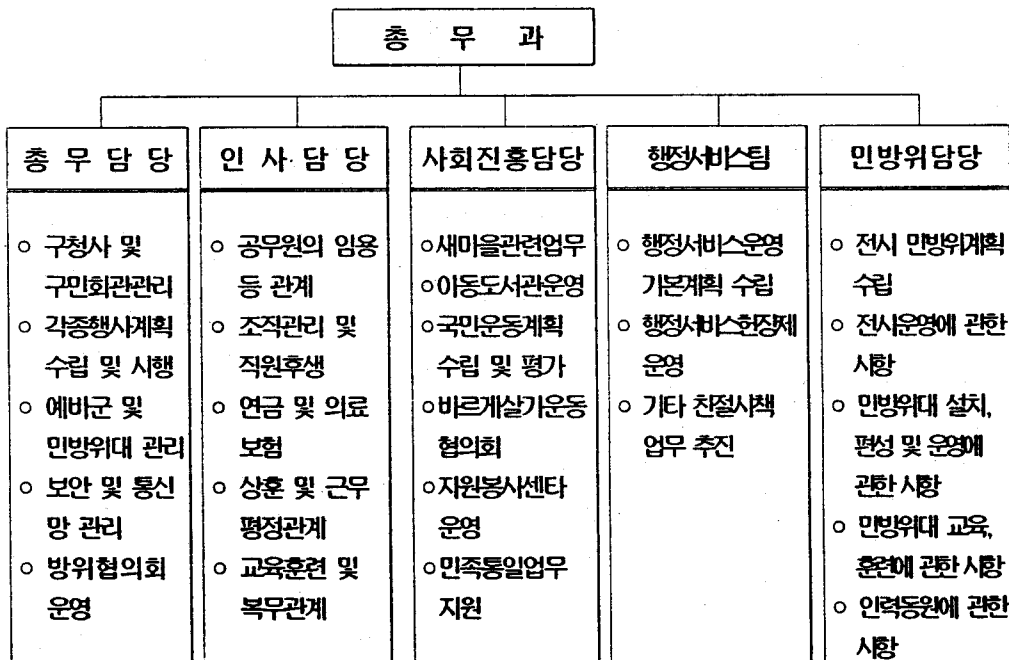 총 무 과
총 무 담 당
○ 구청사 및
구민회관관리
○ 각종행사계획
수립 및 시행
○ 예비군 및
민방위대 관리
○ 보안 및 통신
망 관리
○ 방위협의회
운영
인 사 담 당
○ 공무원의 임용
등 관계
○ 조직관리 및
직원후생
○ 연금 및 의료
보험
○ 상훈 및 근무
평정관계
○ 교육훈련 및
복무관계
사회진흥담당
○새마을관련업무
○이동도서관운영
○국민운동계획
수립 및 평가
○바르게살기운동
협의회
○자원봉사센타
운영
○민족통일업무
지원
행정서비스팀
○ 행정서비스운영
기본계획 수립
○ 행정서비스헌장제
운영
○ 기타 친절시책
업무 추진
민방위담당
○ 전시 민방위계획
수립
○ 전시운영에 관한
사항
○ 민방위대 설치,
편성 및 운영에
관한 사항
○ 민방위대 교육,
훈련에 관한 사항
○ 인력동원에 관한
사항